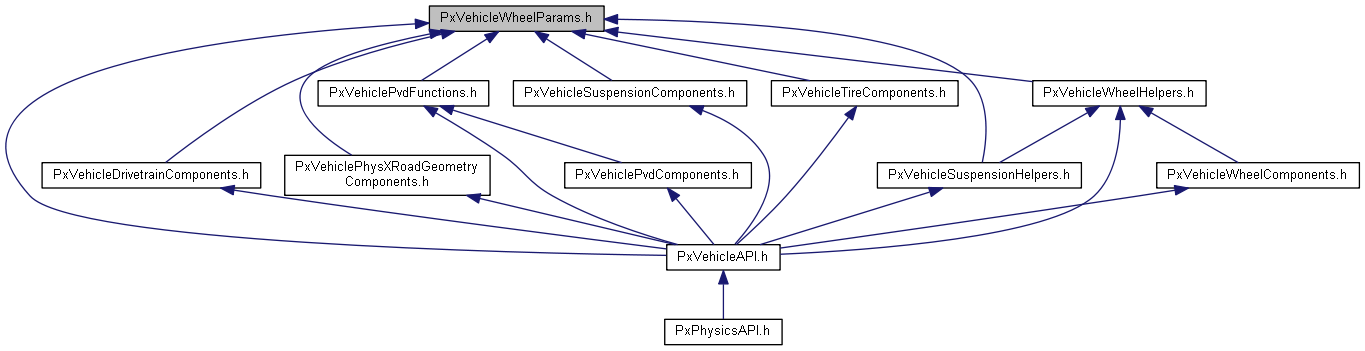 PxVehicleWheelParams.h
PxVehiclePvdFunctions.h
PxVehicleSuspensionComponents.h
PxVehicleTireComponents.h
PxVehicleWheelHelpers.h
PxVehicleDrivetrainComponents.h
PxVehiclePhysXRoadGeometry
Components.h
PxVehiclePvdComponents.h
PxVehicleSuspensionHelpers.h
PxVehicleWheelComponents.h
PxVehicleAPI.h
PxPhysicsAPI.h